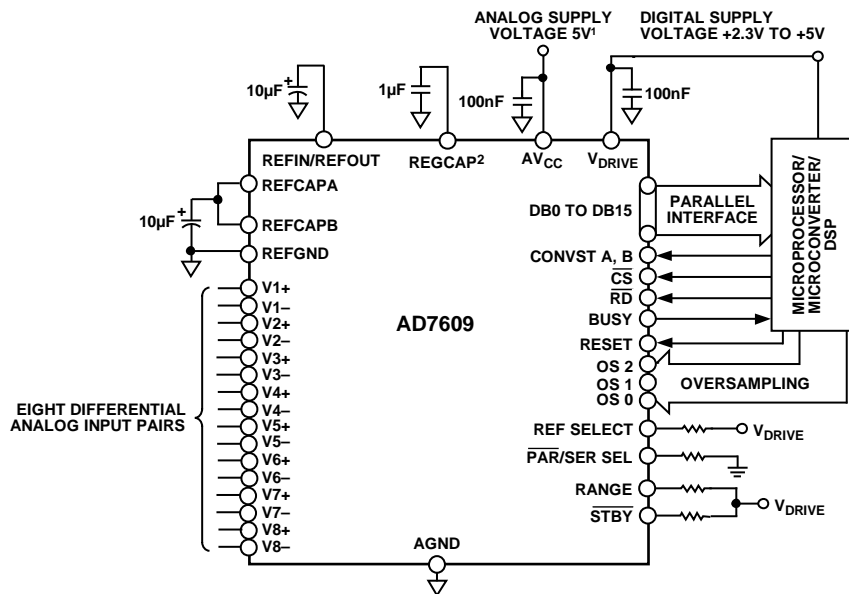 ANALOG SUPPLY
VOLTAGE 5V¹
DIGITAL SUPPLY
VOLTAGE +2.3V TO +5V
10µF
+
1µF
100nF
100nF
REFIN/REFOUT
REGCAP²
AVCC
VDRIVE
REFCAPA
REFCAPB
REFGND
10µF
+
DB0 TO DB15
PARALLEL
INTERFACE
MICROPROCESSOR/
MICROCONVERTER/
DSP
CONVST A, B
CS
RD
BUSY
RESET
OS 2
OS 1
OS 0
OVERSAMPLING
AD7609
V1+
V1–
V2+
V2–
V3+
V3–
V4+
V4–
V5+
V5–
V6+
V6–
V7+
V7–
V8+
V8–
EIGHT DIFFERENTIAL
ANALOG INPUT PAIRS
REF SELECT
VDRIVE
PAR/SER SEL
RANGE
STBY
VDRIVE
AGND